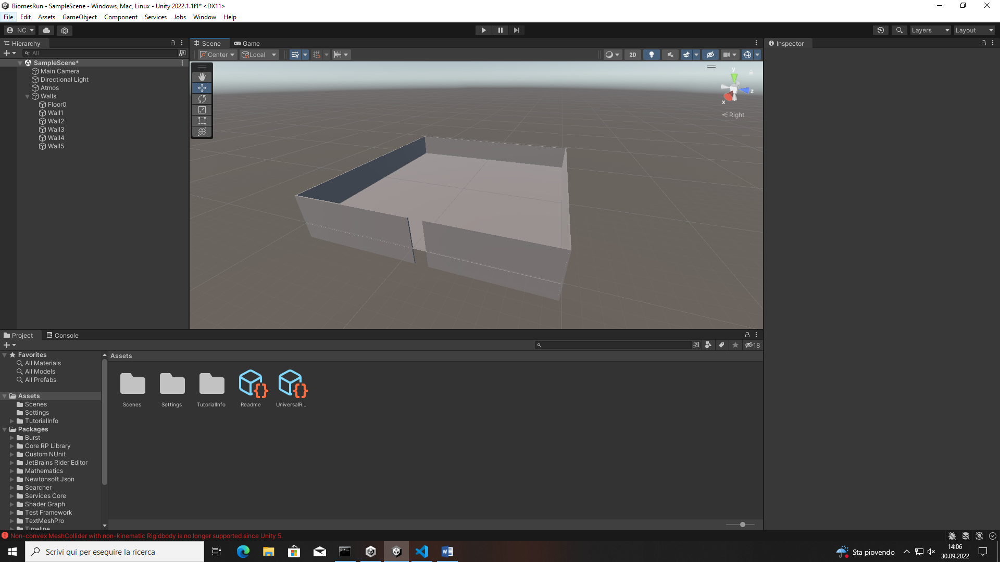 BiomesRun - SampleScene - Windows, Mac, Linux - Unity 2022.1.1f1* <DX11>
File Edit Assets GameObject Component Services Jobs Window Help
NC Layers Layout
Hierarchy
All
SampleScene*
Main Camera
Directional Light
Atmos
Walls
Floor0
Wall1
Wall2
Wall3
Wall4
Wall5
Scene Game
Center Local 2D
y
z
x
Right
Inspector
Project Console
18
Favorites
All Materials
All Models
All Prefabs
Assets
Scenes
Settings
TutorialInfo
Packages
Burst
Core RP Library
Custom NUnit
JetBrains Rider Editor
Mathematics
Newtonsoft Json
Searcher
Services Core
Shader Graph
Test Framework
TextMeshPro
Timeline
Assets
Scenes Settings TutorialInfo Readme UniversalR...
Non-convex MeshCollider with non-kinematic Rigidbody is no longer supported since Unity 5.
Scrivi qui per eseguire la ricerca
Sta piovendo
14:06
30.09.2022